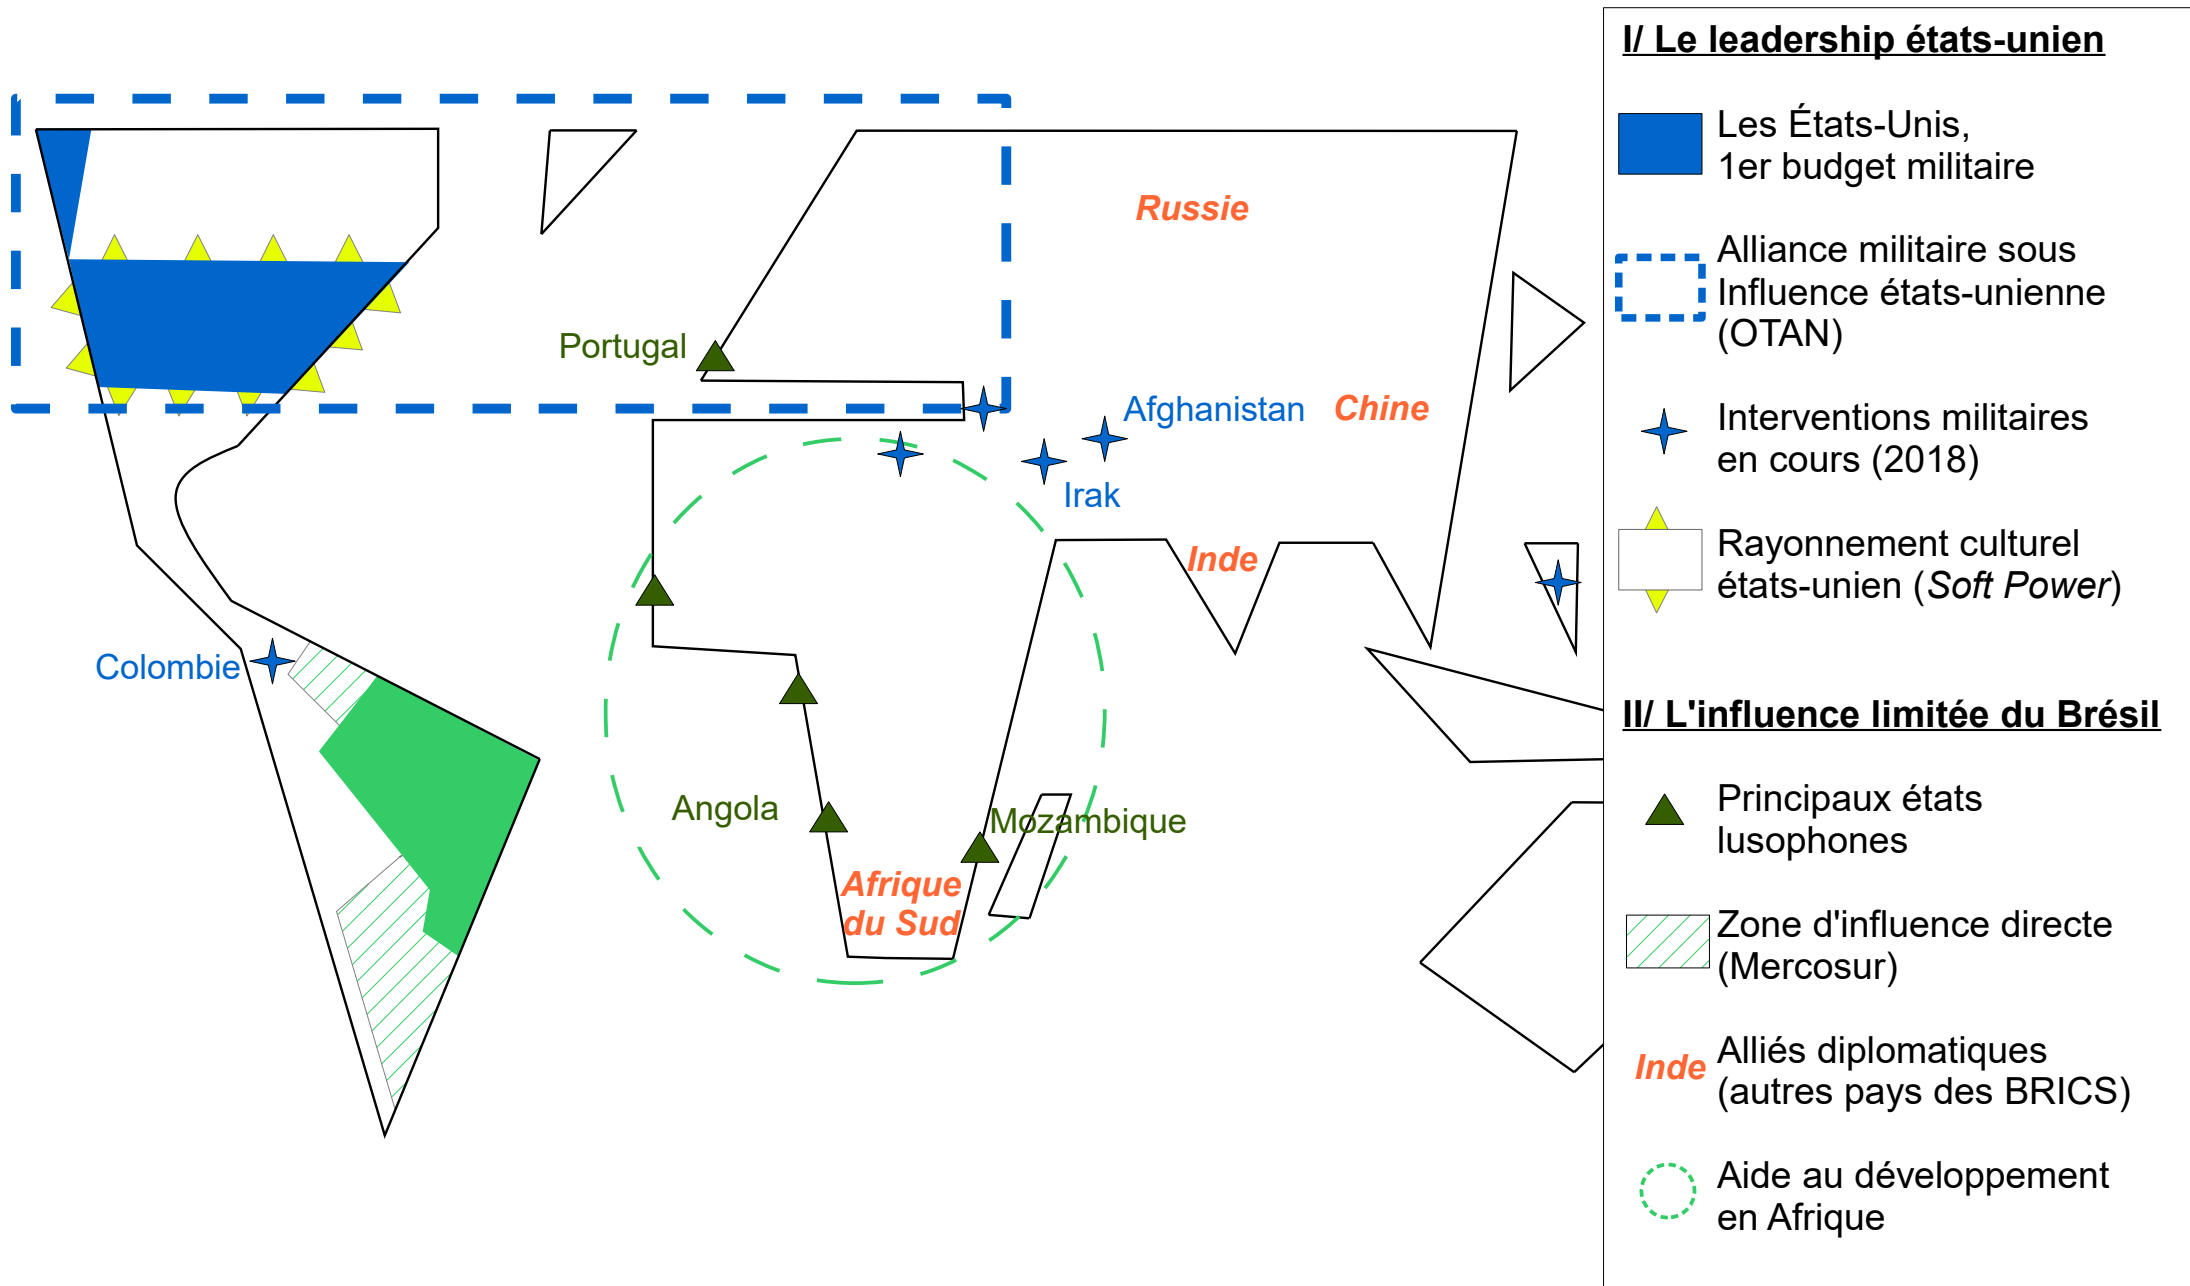 Russie
Portugal
Afghanistan
Chine
Irak
Inde
Colombie
Angola
Mozambique
Afrique
du Sud
I/ Le leadership états-unien
Les États-Unis,
1er budget militaire
Alliance militaire sous
Influence états-unienne
(OTAN)
Interventions militaires
en cours (2018)
Rayonnement culturel
états-unien (Soft Power)
II/ L'influence limitée du Brésil
Principaux états
lusophones
Zone d'influence directe
(Mercosur)
Inde
Alliés diplomatiques
(autres pays des BRICS)
Aide au développement
en Afrique